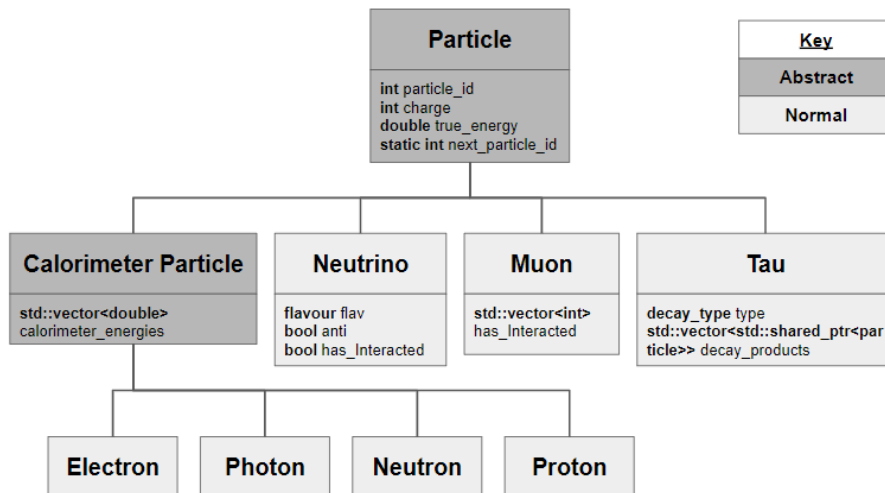 Particle
int particle_id
int charge
double true_energy
static int next_particle_id
Key
Abstract
Normal
Calorimeter Particle
std::vector<double>
calorimeter_energies
Neutrino
flavour flav
bool anti
bool has_Interacted
Muon
std::vector<int>
has_Interacted
Tau
decay_type type
std::vector<std::shared_ptr<par
ticle>> decay_products
Electron
Photon
Neutron
Proton